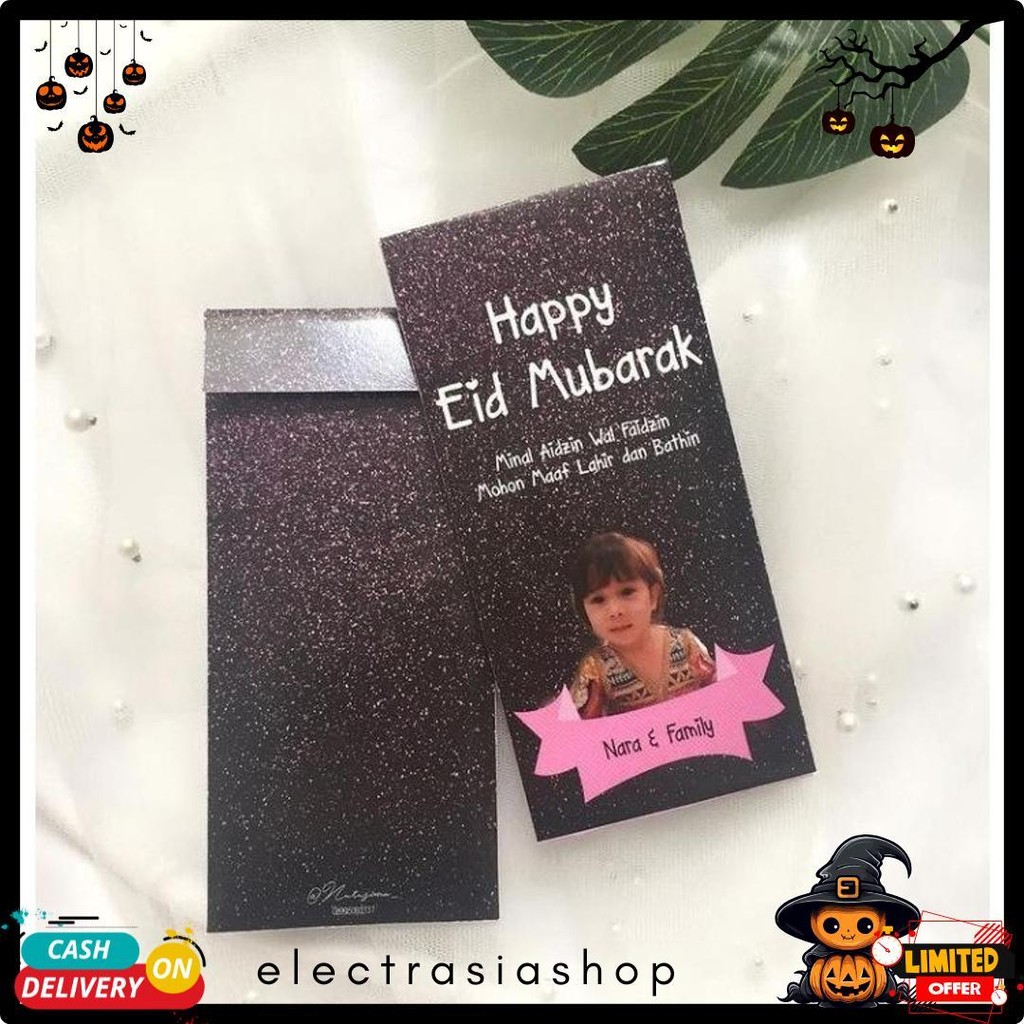 Happy
Eid Mubarak
Minal Aidzin Wal Faidzin
Mohon Maaf Lahir dan Bathin
Nara & Family
CASH
ON
DELIVERY
electrasiashop
LIMITED
OFFER